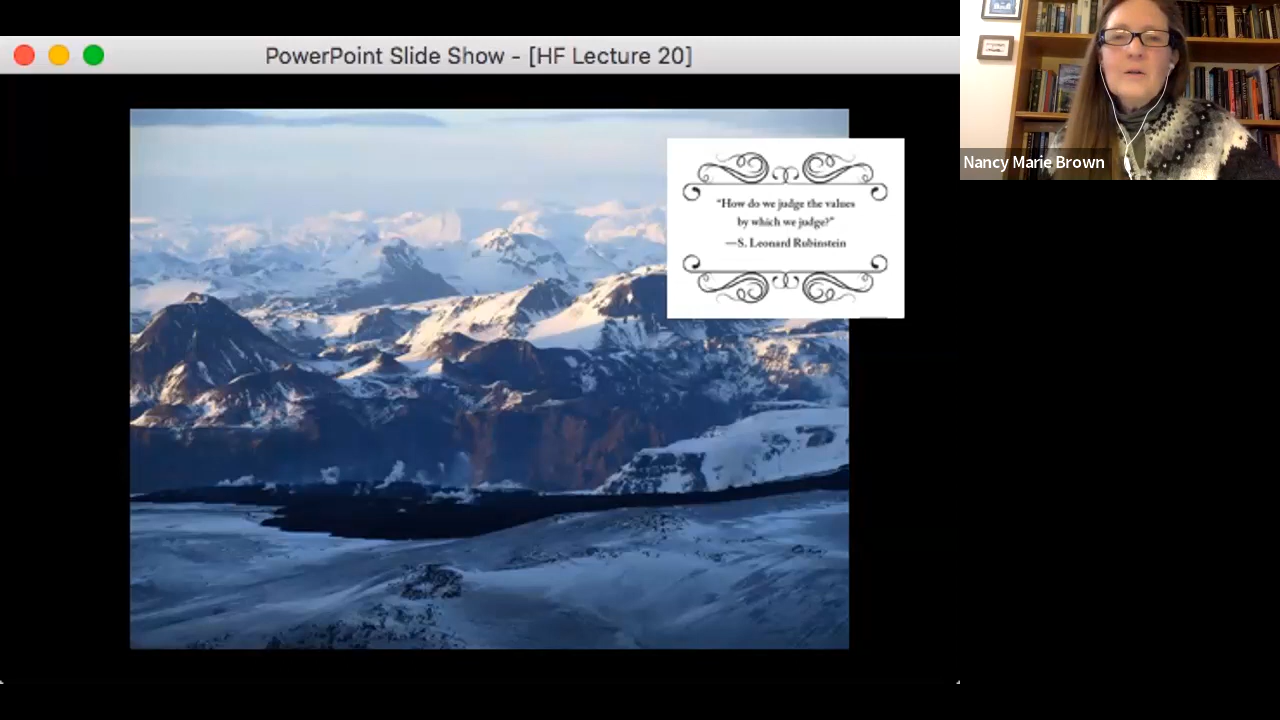 PowerPoint Slide Show - [HF Lecture 20]
“How do we judge the values
by which we judge?”
—S. Leonard Rubinstein
Nancy Marie Brown